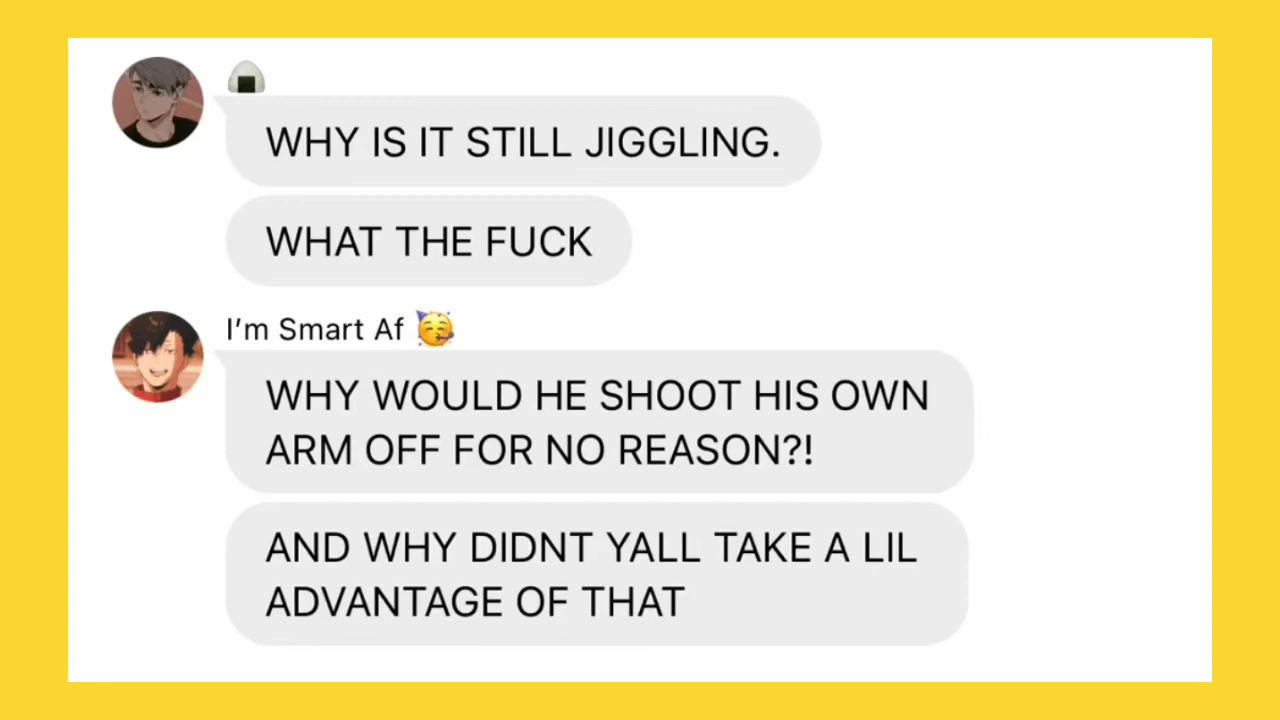 🍙
WHY IS IT STILL JIGGLING.
WHAT THE FUCK
I’m Smart Af 🥳
WHY WOULD HE SHOOT HIS OWN
ARM OFF FOR NO REASON?!
AND WHY DIDNT YALL TAKE A LIL
ADVANTAGE OF THAT